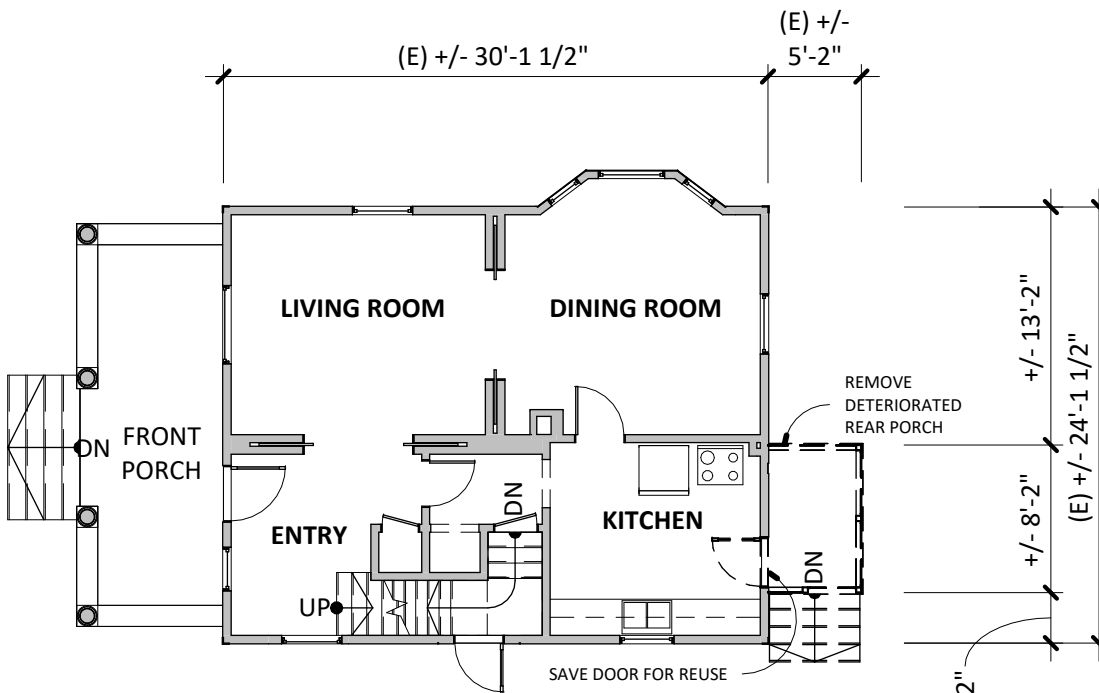 (E) +/- 30'-1 1/2"
(E) +/-
5'-2"
LIVING ROOM
DINING ROOM
+/- 13'-2"
(E) +/- 24'-1 1/2"
REMOVE
DETERIORATED
REAR PORCH
DN
FRONT
PORCH
ENTRY
DN
KITCHEN
+/- 8'-2"
DN
UP
SAVE DOOR FOR REUSE
2"